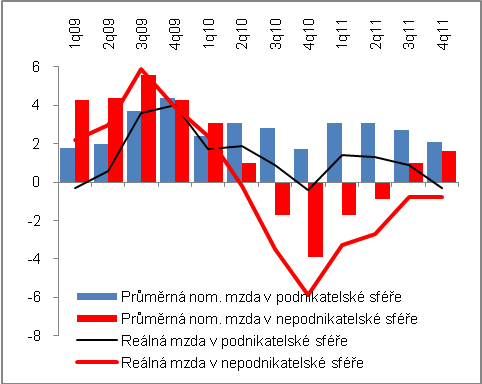 1q09 2q09 3q09 4q09 1q10 2q10 3q10 4q10 1q11 2q11 3q11 4q11
6
4
2
0
-2
-4
-6
-8
Průměrná nom. mzda v podnikatelské sféře
Průměrná nom. mzda v nepodnikatelské sféře
Reálná mzda v podnikatelské sféře
Reálná mzda v nepodnikatelské sféře